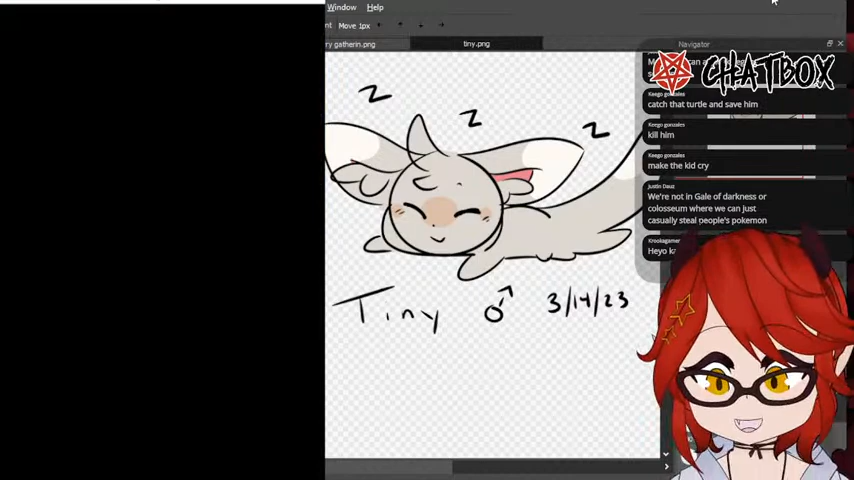 Window Help
Move 1px
tiny.png
Navigator
CHATBOX
Keego gonzales
catch that turtle and save him
Keego gonzales
kill him
Keego gonzales
make the kid cry
Justin Dauz
We're not in Gale of darkness or
colosseum where we can just
casually steal people's pokemon
Heyo
z z z
Tiny ♂ 3/14/23